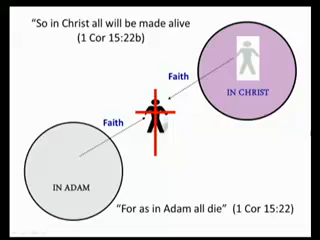 “So in Christ all will be made alive
(1 Cor 15:22b)
Faith
IN CHRIST
Faith
IN ADAM
“For as in Adam all die” (1 Cor 15:22)